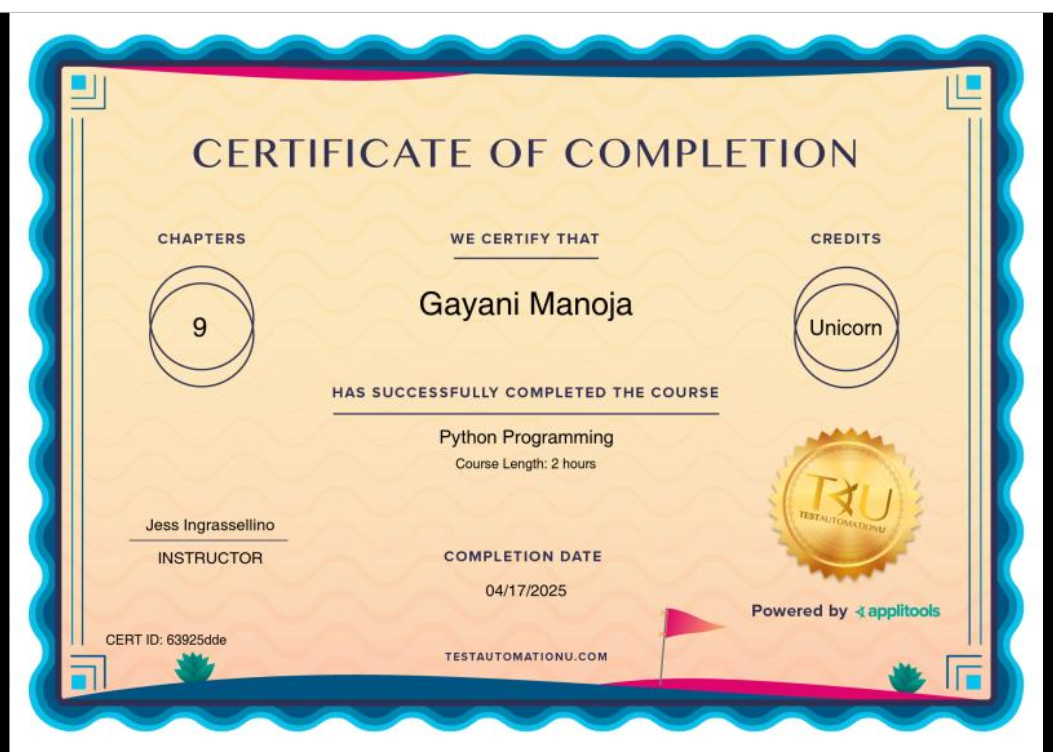 CERTIFICATE OF COMPLETION
CHAPTERS
9
WE CERTIFY THAT
Gayani Manoja
CREDITS
Unicorn
HAS SUCCESSFULLY COMPLETED THE COURSE
Python Programming
Course Length: 2 hours
Jess Ingrassellino
INSTRUCTOR
COMPLETION DATE
04/17/2025
TAU
TESTAUTOMATIONU
Powered by applitools
CERT ID: 63925dde
TESTAUTOMATIONU.COM